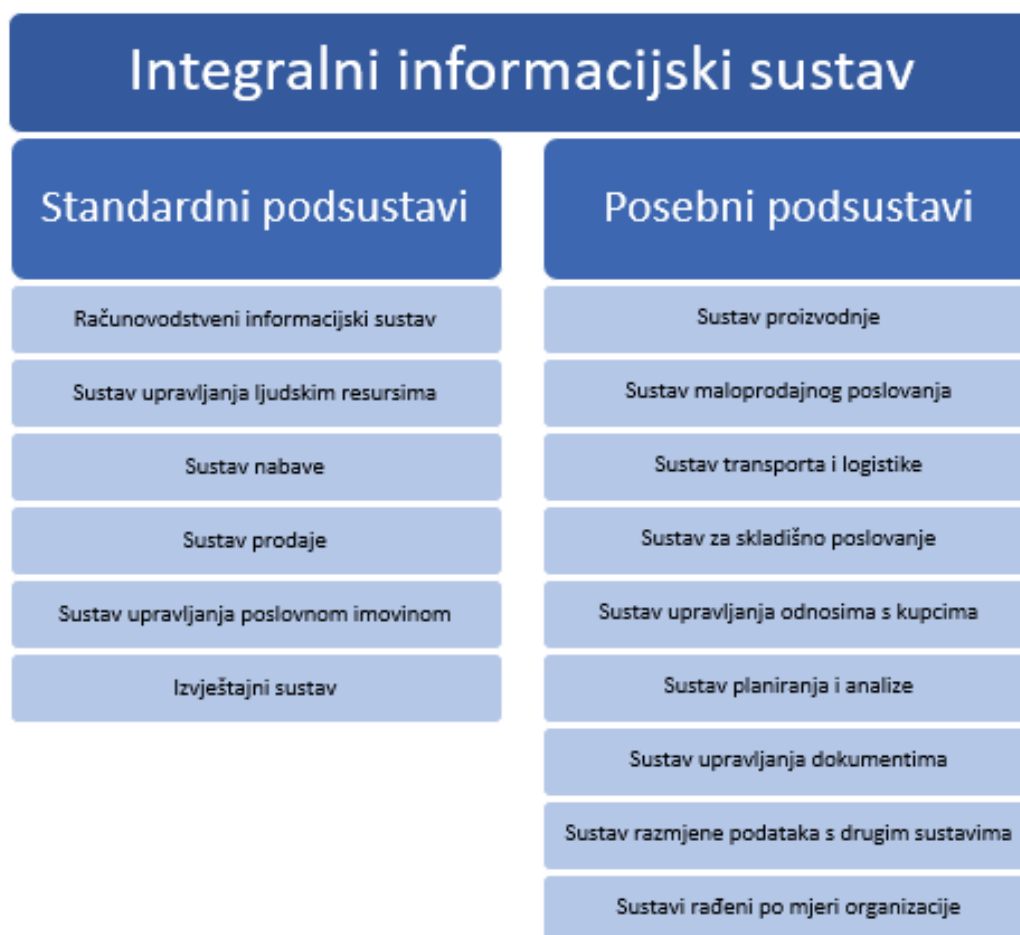 Integralni informacijski sustav
Standardni podsustavi
Računovodstveni informacijski sustav
Sustav upravljanja ljudskim resursima
Sustav nabave
Sustav prodaje
Sustav upravljanja poslovnom imovinom
Izvještajni sustav
Posebni podsustavi
Sustav proizvodnje
Sustav maloprodajnog poslovanja
Sustav transporta i logistike
Sustav za skladišno poslovanje
Sustav upravljanja odnosima s kupcima
Sustav planiranja i analize
Sustav upravljanja dokumentima
Sustav razmjene podataka s drugim sustavima
Sustavi rađeni po mjeri organizacije